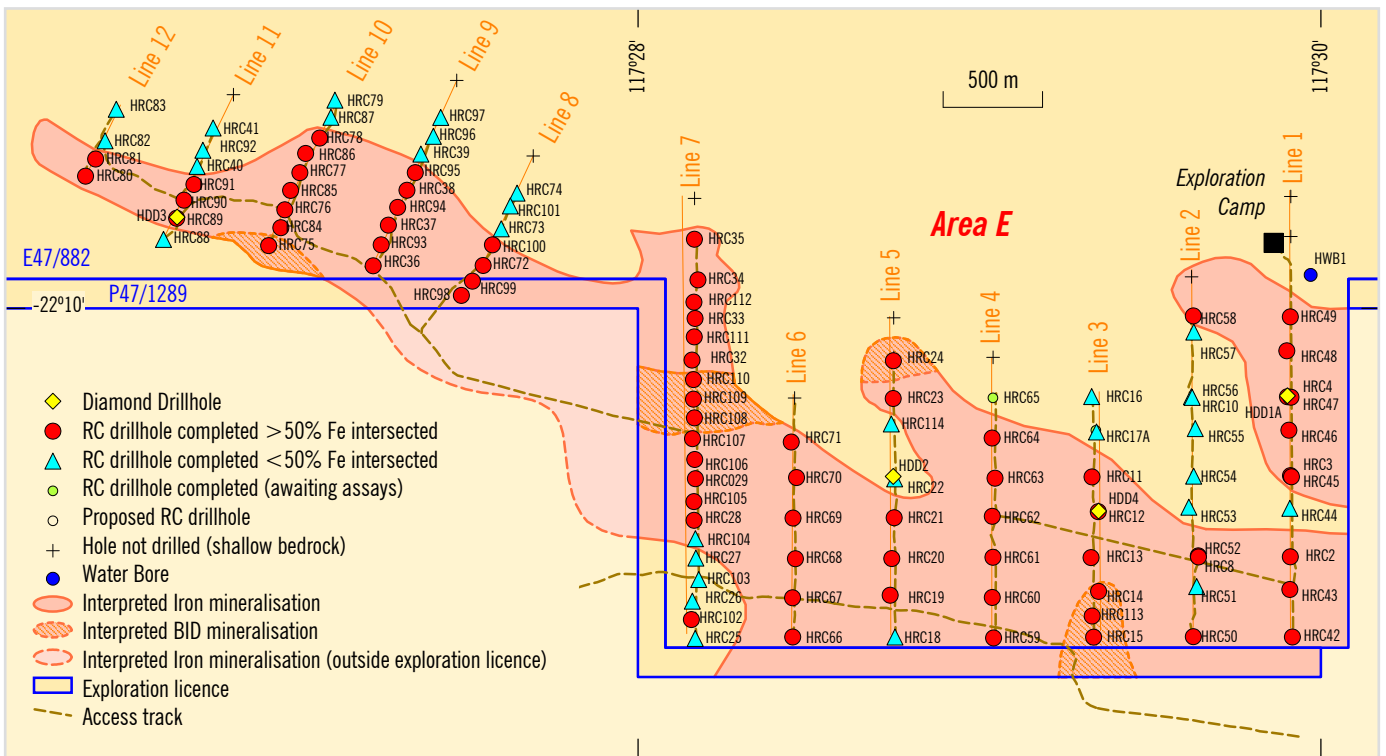 Line 12
Line 11
Line 10
Line 9
Line 8
Line 7
Line 6
Line 5
Line 4
Line 3
Line 2
Line 1
117º28'
117º30'
500 m
Area E
Exploration
Camp
HWB1
E47/882
P47/1289
-22º10'
HRC83
HRC82
HRC81
HRC80
HRC41
HRC92
HRC40
HRC91
HRC90
HDD3
HRC89
HRC88
HRC79
HRC87
HRC78
HRC86
HRC77
HRC85
HRC76
HRC84
HRC75
HRC97
HRC96
HRC39
HRC95
HRC38
HRC94
HRC37
HRC93
HRC36
HRC74
HRC101
HRC73
HRC100
HRC72
HRC99
HRC98
HRC35
HRC34
HRC112
HRC33
HRC111
HRC32
HRC110
HRC109
HRC108
HRC107
HRC106
HRC029
HRC105
HRC28
HRC104
HRC27
HRC103
HRC26
HRC102
HRC25
HRC71
HRC70
HRC69
HRC68
HRC67
HRC66
HRC24
HRC23
HRC114
HDD2
HRC22
HRC21
HRC20
HRC19
HRC18
HRC65
HRC64
HRC63
HRC62
HRC61
HRC60
HRC59
HRC16
HRC17A
HRC11
HDD4
HRC12
HRC13
HRC14
HRC113
HRC15
HRC58
HRC57
HRC56
HRC10
HRC55
HRC54
HRC53
HRC52
HRC8
HRC51
HRC50
HRC49
HRC48
HRC4
HDD1A
HRC47
HRC46
HRC3
HRC45
HRC44
HRC2
HRC43
HRC42
Diamond Drillhole
RC drillhole completed >50% Fe intersected
RC drillhole completed <50% Fe intersected
RC drillhole completed (awaiting assays)
Proposed RC drillhole
Hole not drilled (shallow bedrock)
Water Bore
Interpreted Iron mineralisation
Interpreted BID mineralisation
Interpreted Iron mineralisation (outside exploration licence)
Exploration licence
Access track